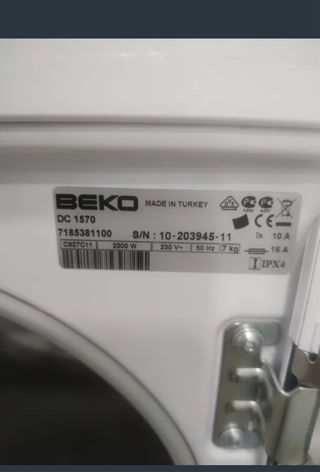 BEKO MADE IN TURKEY
DC 1570
7185381100 S/N : 10-203945-11
C927C11 2200 W 230 V~ 50 Hz 7 kg
In 10 A
16 A
IPX4